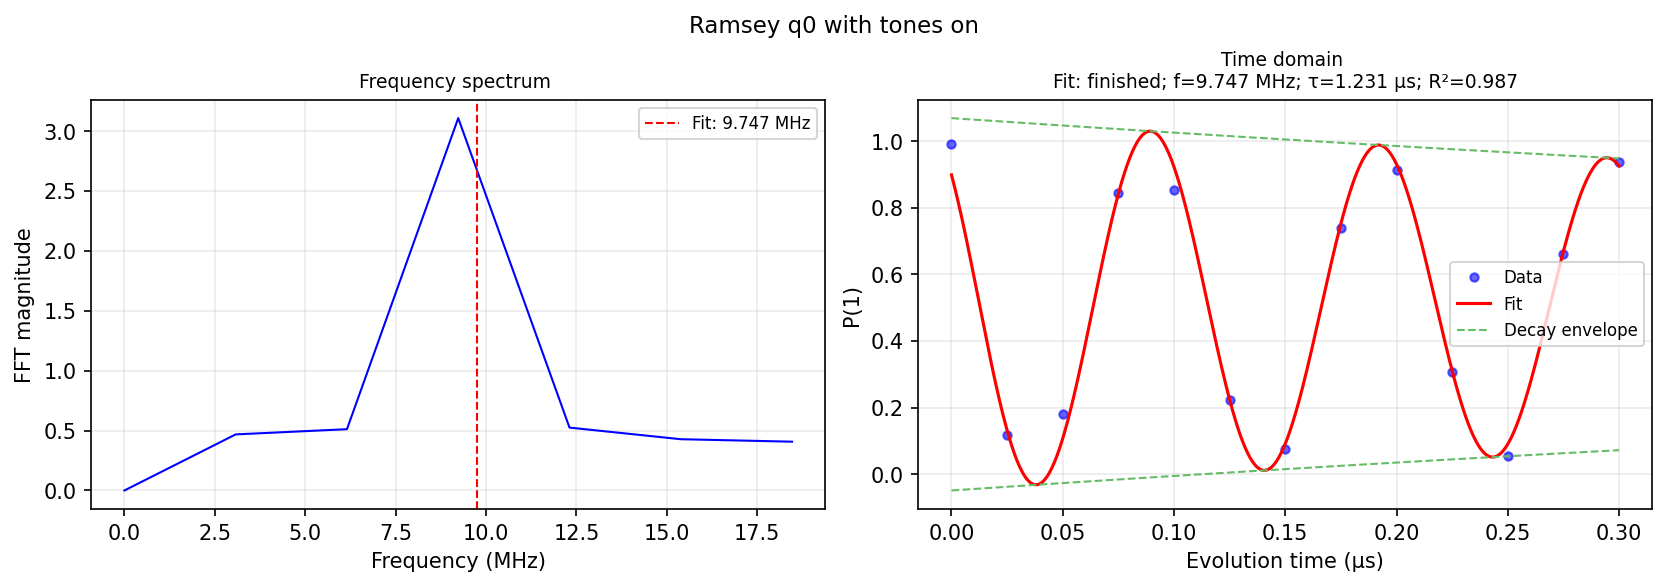 Ramsey q0 with tones on
Frequency spectrum
Fit: 9.747 MHz
FFT magnitude
3.0
2.5
2.0
1.5
1.0
0.5
0.0
0.0 2.5 5.0 7.5 10.0 12.5 15.0 17.5
Frequency (MHz)
Time domain
Fit: finished; f=9.747 MHz; τ=1.231 μs; R²=0.987
P(1)
1.0
0.8
0.6
0.4
0.2
0.0
Data
Fit
Decay envelope
0.00 0.05 0.10 0.15 0.20 0.25 0.30
Evolution time (μs)